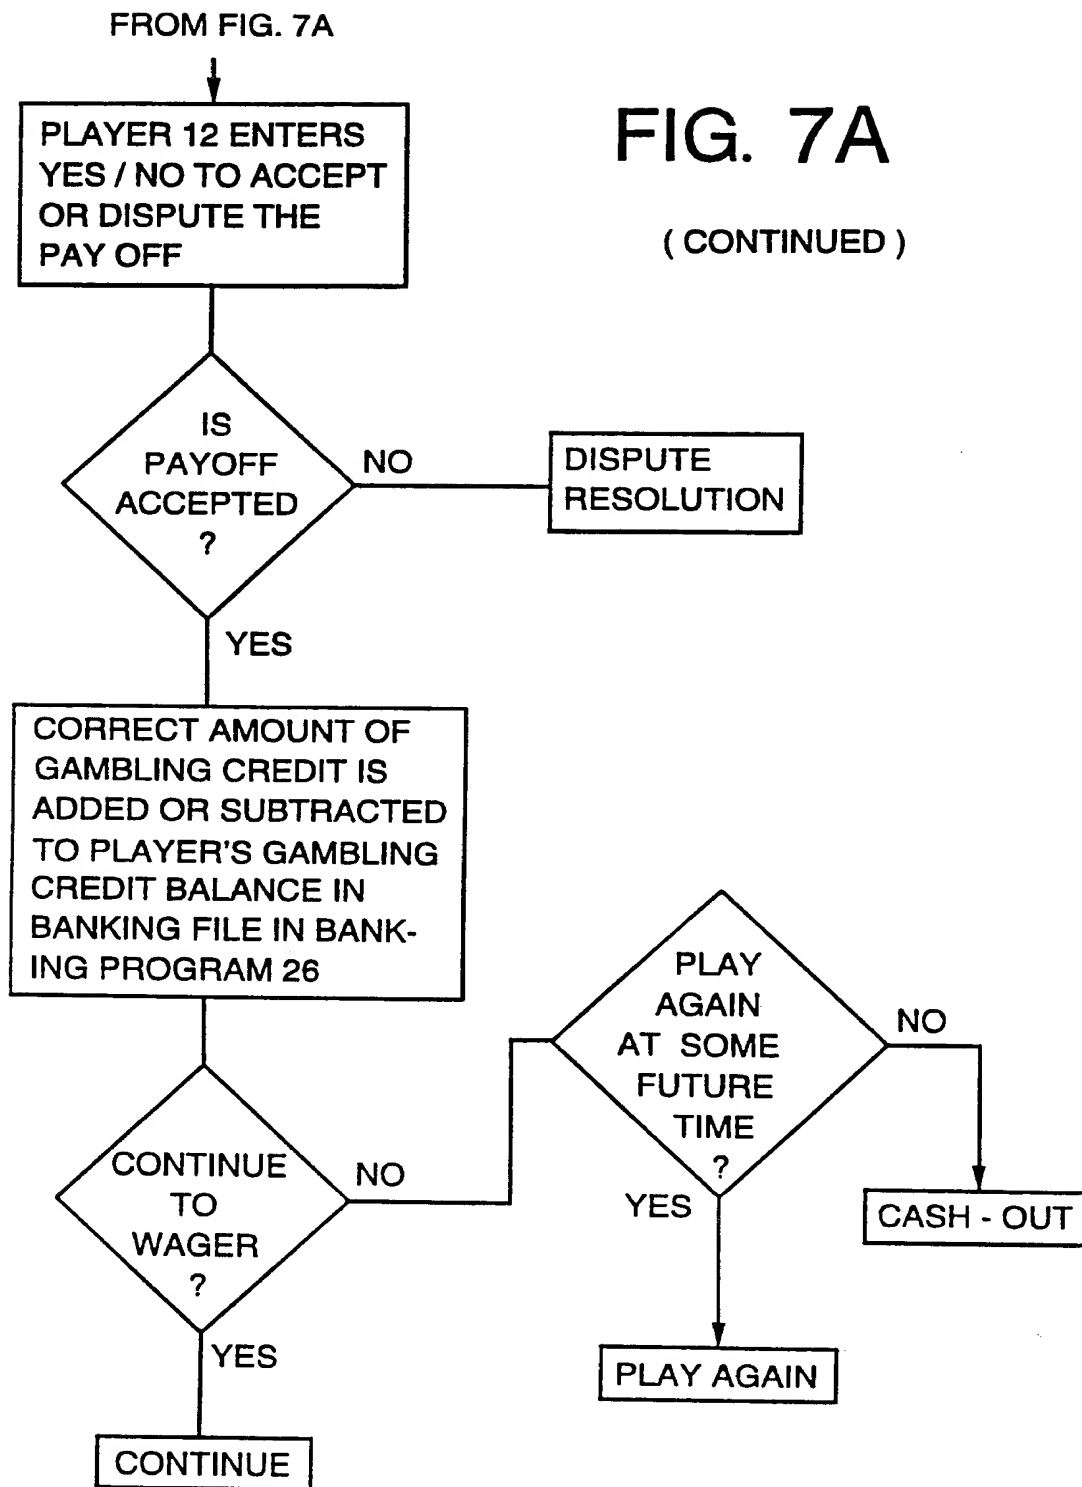 FROM FIG. 7A
FIG. 7A
( CONTINUED )
PLAYER 12 ENTERS
YES / NO TO ACCEPT
OR DISPUTE THE
PAY OFF
IS
PAYOFF
ACCEPTED
?
NO
DISPUTE
RESOLUTION
YES
CORRECT AMOUNT OF
GAMBLING CREDIT IS
ADDED OR SUBTRACTED
TO PLAYER'S GAMBLING
CREDIT BALANCE IN
BANKING FILE IN BANK-
ING PROGRAM 26
CONTINUE
TO
WAGER
?
NO
PLAY
AGAIN
AT SOME
FUTURE
TIME
?
NO
CASH - OUT
YES
PLAY AGAIN
YES
CONTINUE